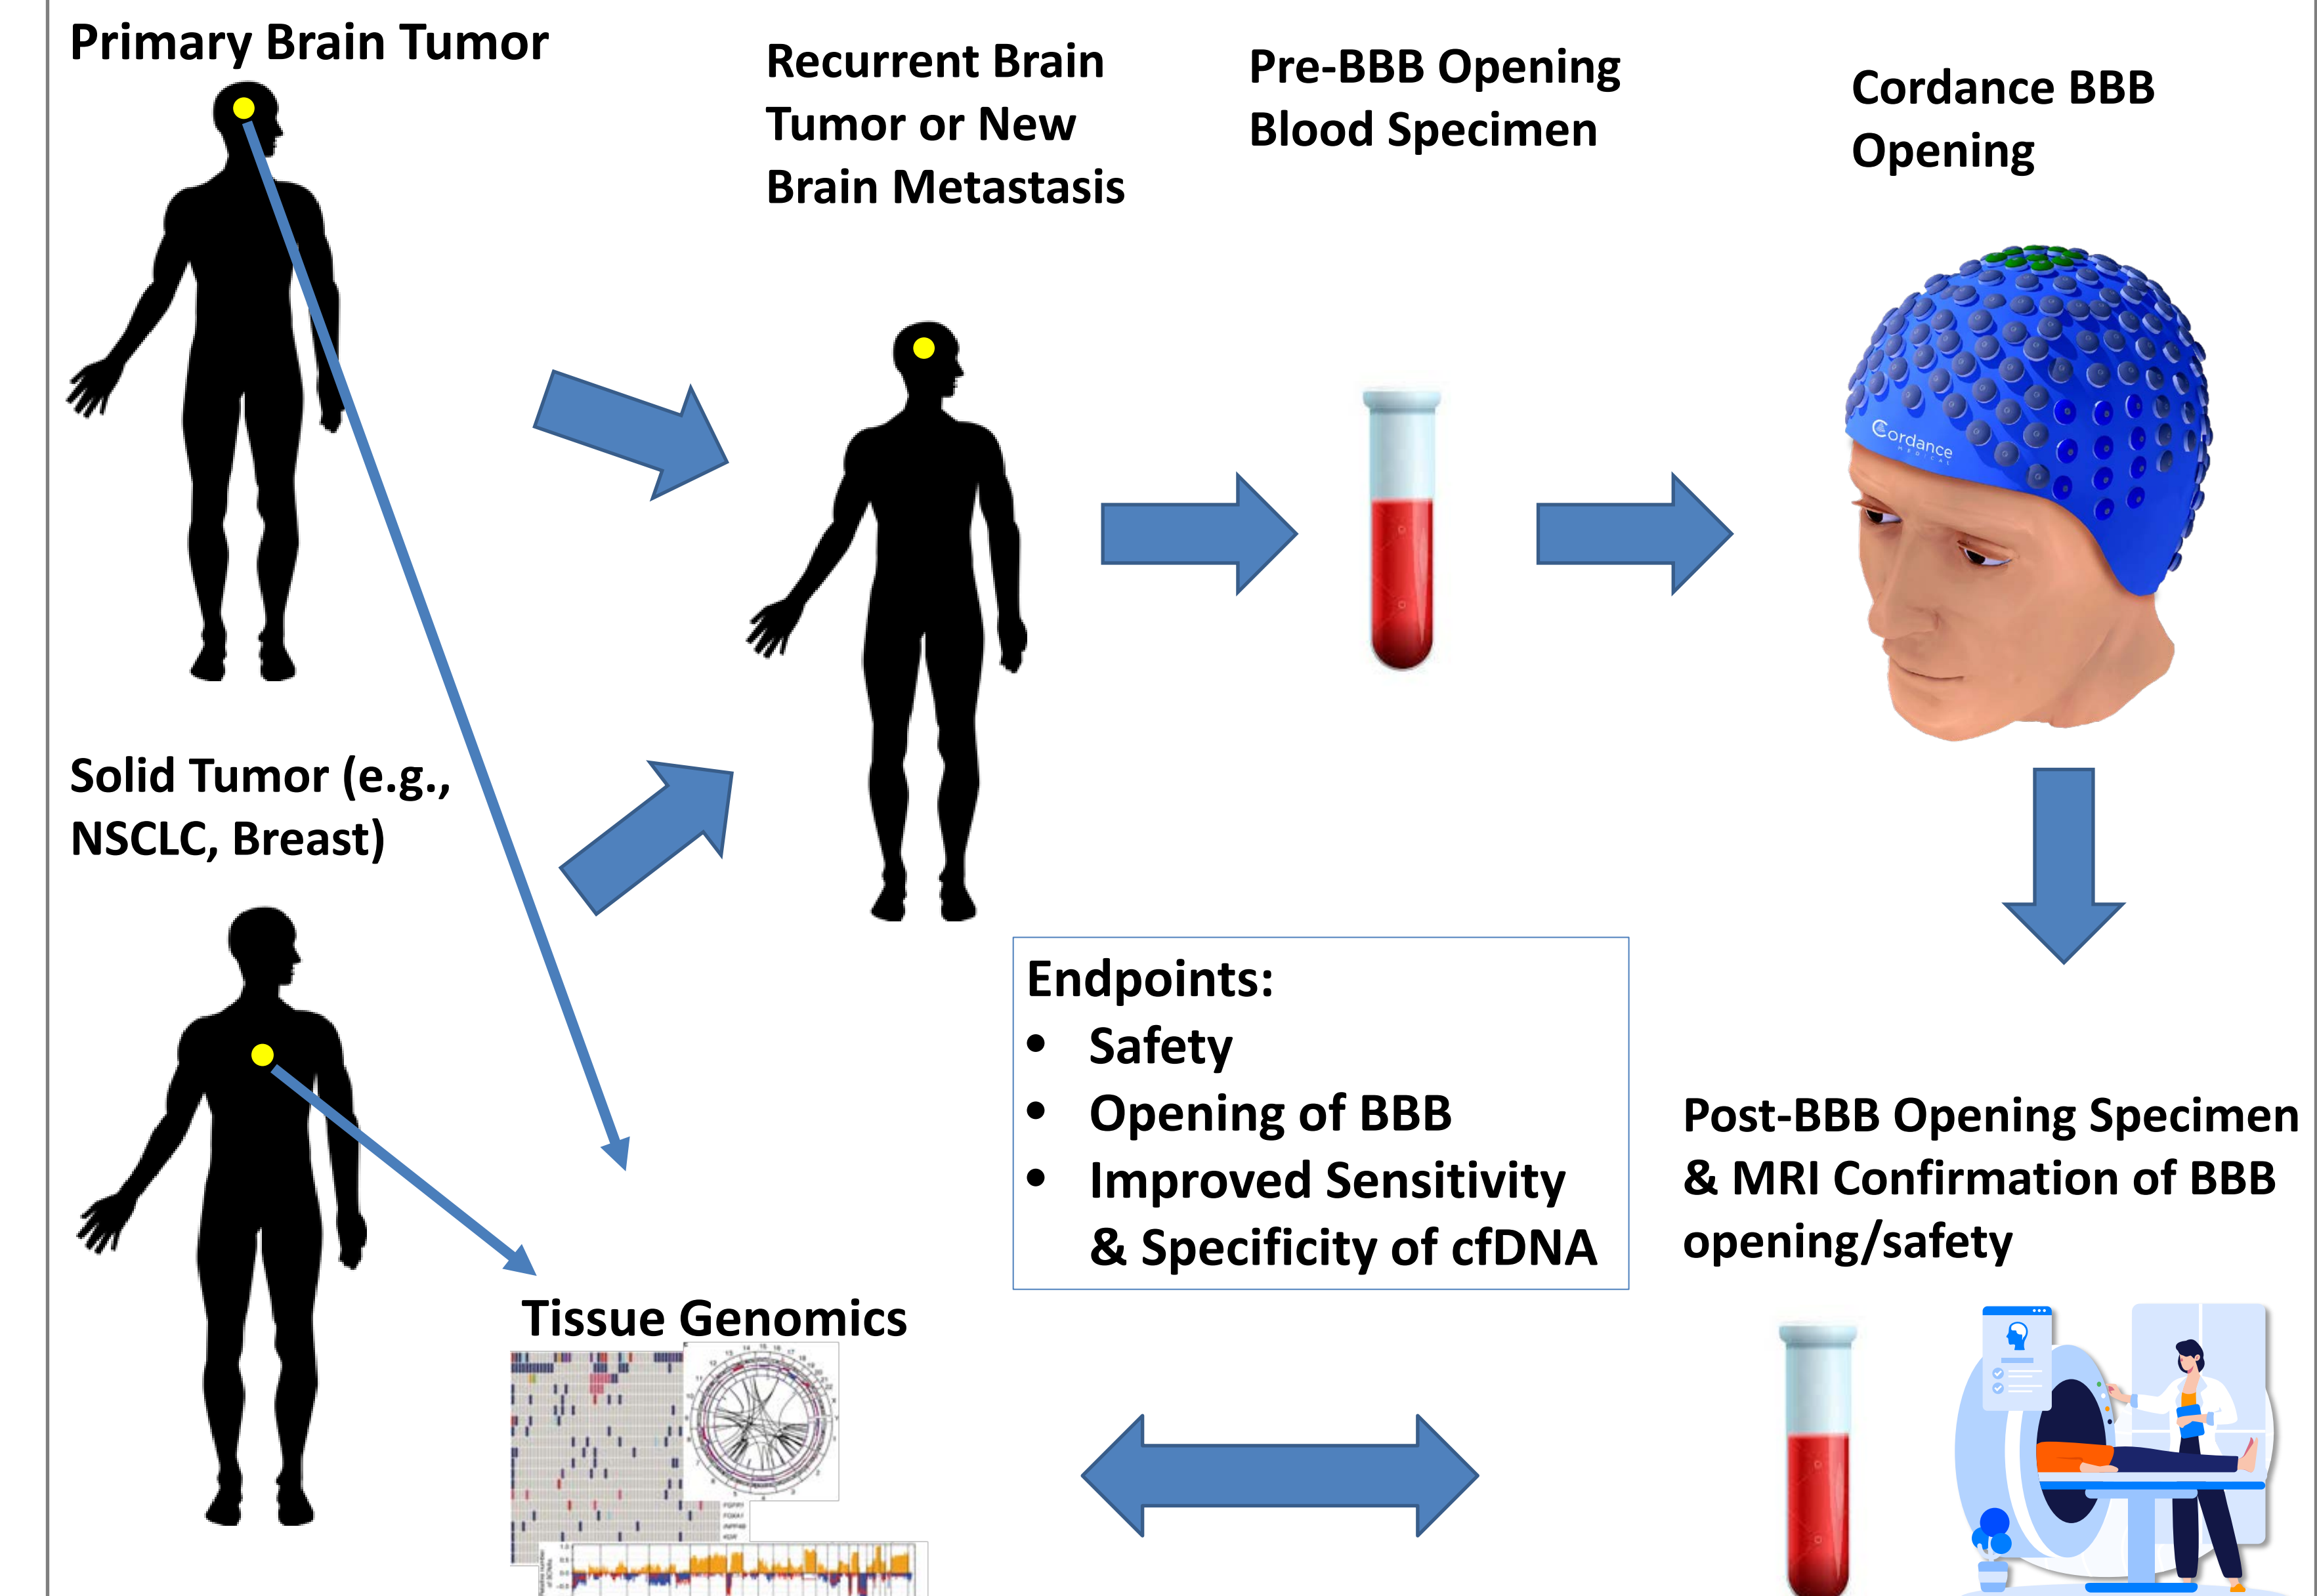 Primary Brain Tumor
Recurrent Brain
Tumor or New
Brain Metastasis
Pre-BBB Opening
Blood Specimen
Cordance BBB
Opening
Cordance
MEDICAL
Solid Tumor (e.g.,
NSCLC, Breast)
Endpoints:
• Safety
• Opening of BBB
• Improved Sensitivity
& Specificity of cfDNA
Post-BBB Opening Specimen
& MRI Confirmation of BBB
opening/safety
Tissue Genomics